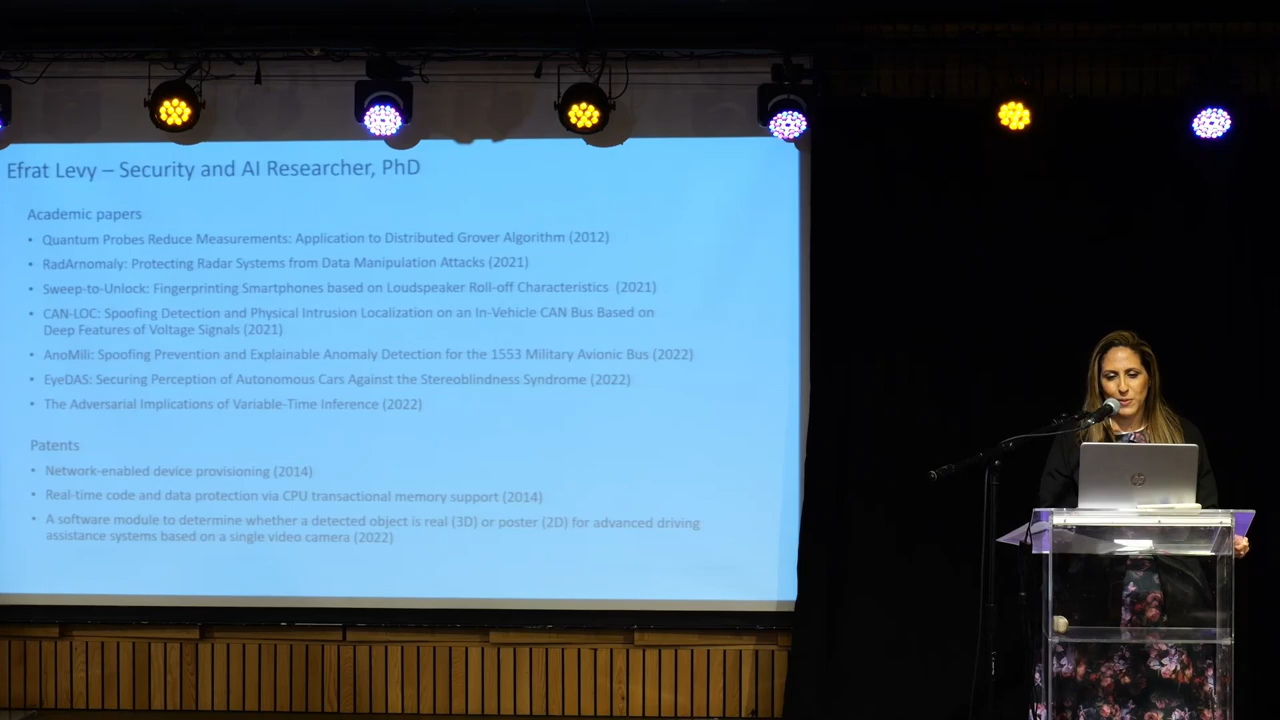 Efrat Levy – Security and AI Researcher, PhD
Academic papers
• Quantum Probes Reduce Measurements: Application to Distributed Grover Algorithm (2012)
• RadArnomaly: Protecting Radar Systems from Data Manipulation Attacks (2021)
• Sweep-to-Unlock: Fingerprinting Smartphones based on Loudspeaker Roll-off Characteristics (2021)
• CAN-LOC: Spoofing Detection and Physical Intrusion Localization on an In-Vehicle CAN Bus Based on
Deep Features of Voltage Signals (2021)
• AnoMili: Spoofing Prevention and Explainable Anomaly Detection for the 1553 Military Avionic Bus (2022)
• EyeDAS: Securing Perception of Autonomous Cars Against the Stereoblindness Syndrome (2022)
• The Adversarial Implications of Variable-Time Inference (2022)
Patents
• Network-enabled device provisioning (2014)
• Real-time code and data protection via CPU transactional memory support (2014)
• A software module to determine whether a detected object is real (3D) or poster (2D) for advanced driving
assistance systems based on a single video camera (2022)
hp